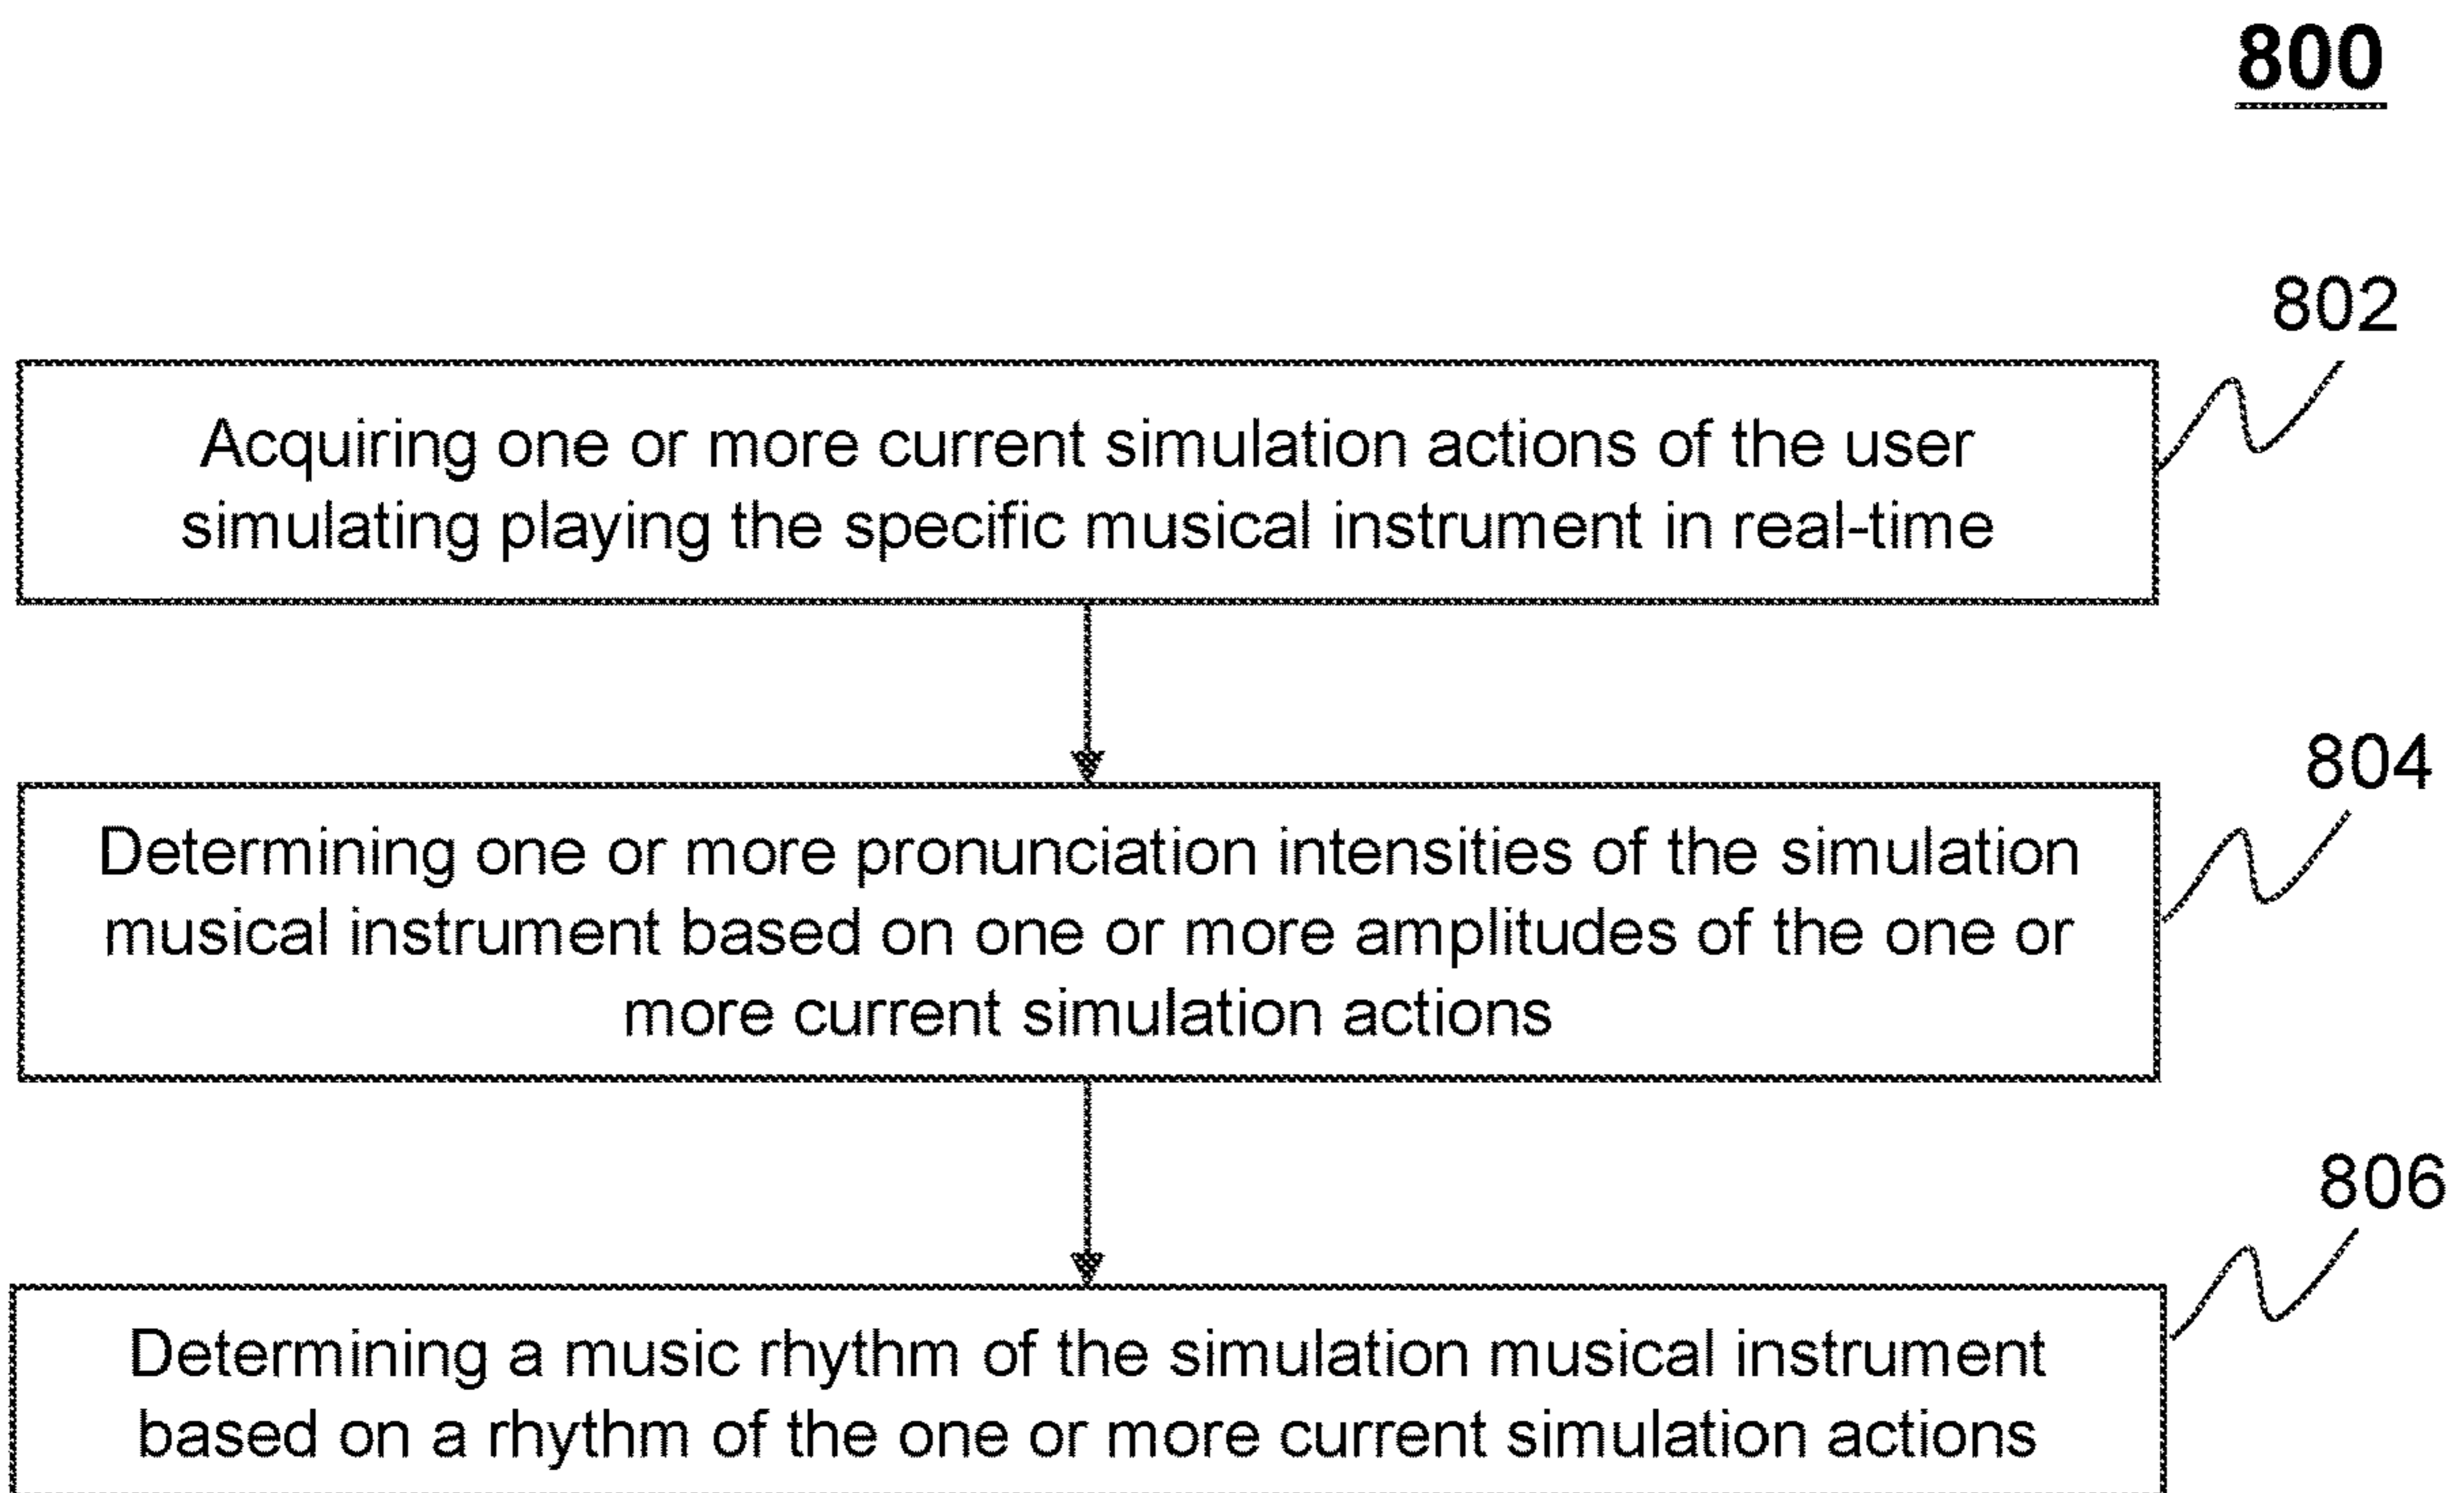 800
802
Acquiring one or more current simulation actions of the user
simulating playing the specific musical instrument in real-time
804
Determining one or more pronunciation intensities of the simulation
musical instrument based on one or more amplitudes of the one or
more current simulation actions
806
Determining a music rhythm of the simulation musical instrument
based on a rhythm of the one or more current simulation actions